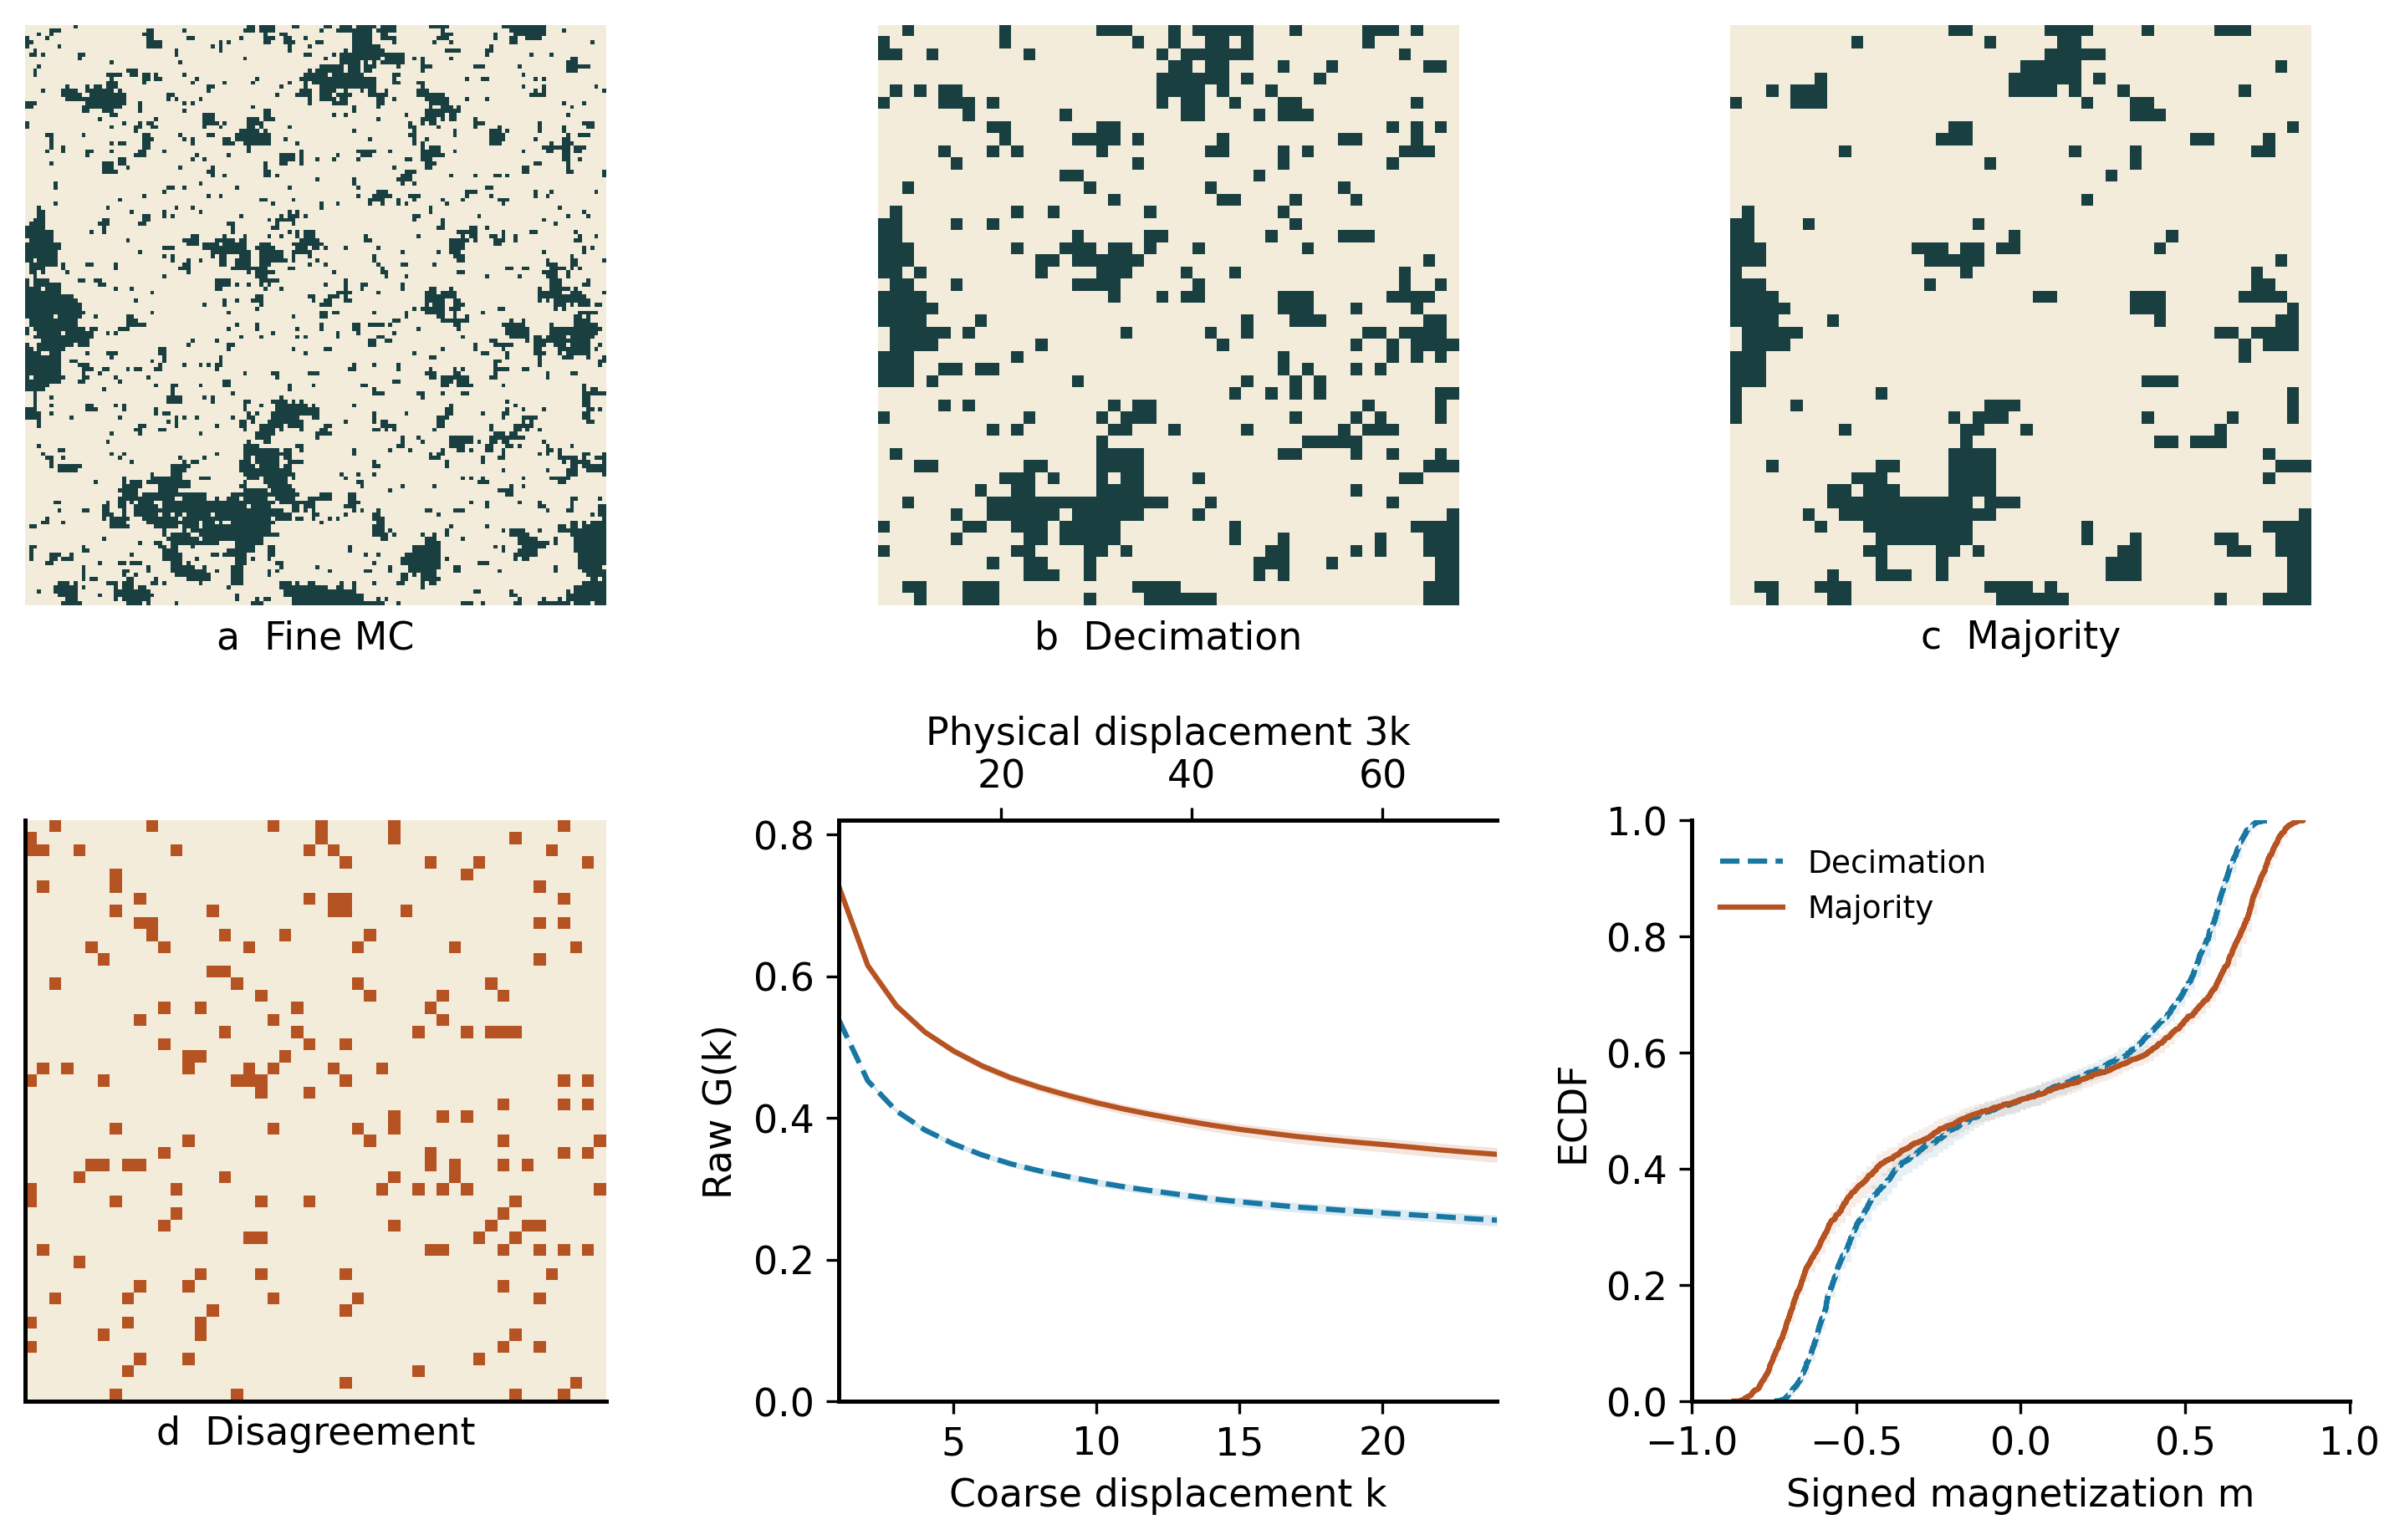 a  Fine MC
b  Decimation
c  Majority
d  Disagreement
Physical displacement 3k
20 40 60
0.8
0.6
0.4
0.2
0.0
Raw G(k)
5 10 15 20
Coarse displacement k
Decimation
Majority
1.0
0.8
0.6
0.4
0.2
0.0
ECDF
−1.0 −0.5 0.0 0.5 1.0
Signed magnetization m